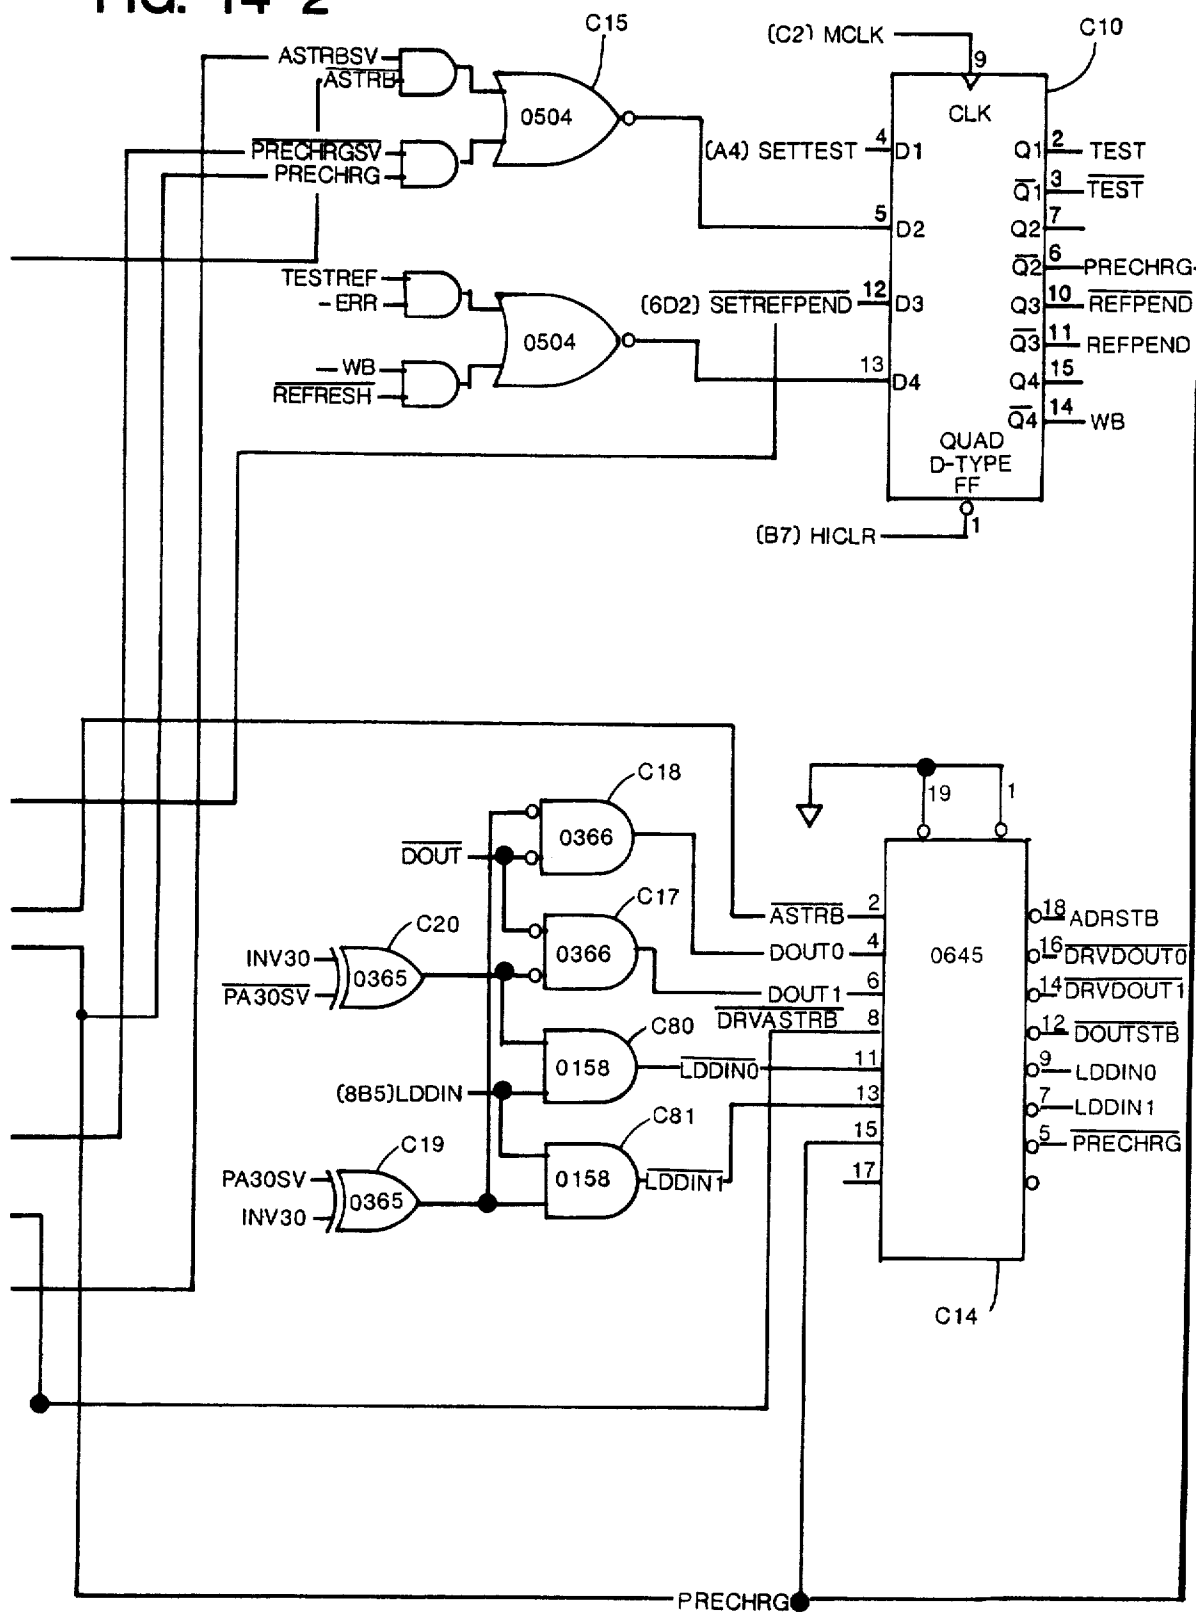 FIG. 14-2
C15
(C2) MCLK
C10
9
CLK
ASTRBSV
ASTRB
0504
PRECHRGSV
PRECHRG
(A4) SETTEST
4
D1
Q1
2
TEST
Q1
3
TEST
5
D2
Q2
7
Q2
6
PRECHRG
TESTREF
-ERR
0504
(6D2) SETREFPEND
12
D3
Q3
10
REFPEND
Q3
11
REFPEND
-WB
REFRESH
13
D4
Q4
15
Q4
14
WB
QUAD
D-TYPE
FF
(B7) HICLR
1
C18
19
1
0366
DOUT
C17
C20
0366
INV30
0365
PA30SV
ASTRB
2
18
ADRSTB
DOUT0
4
0645
16
DRVDOUT0
DOUT1
6
14
DRVDOUT1
DRVASTRB
8
12
DOUTSTB
C80
0158
LDDIN0
11
9
LDDIN0
(8B5)LDDIN
13
7
LDDIN1
C81
15
5
PRECHRG
C19
0158
LDDIN1
17
PA30SV
0365
INV30
C14
PRECHRG